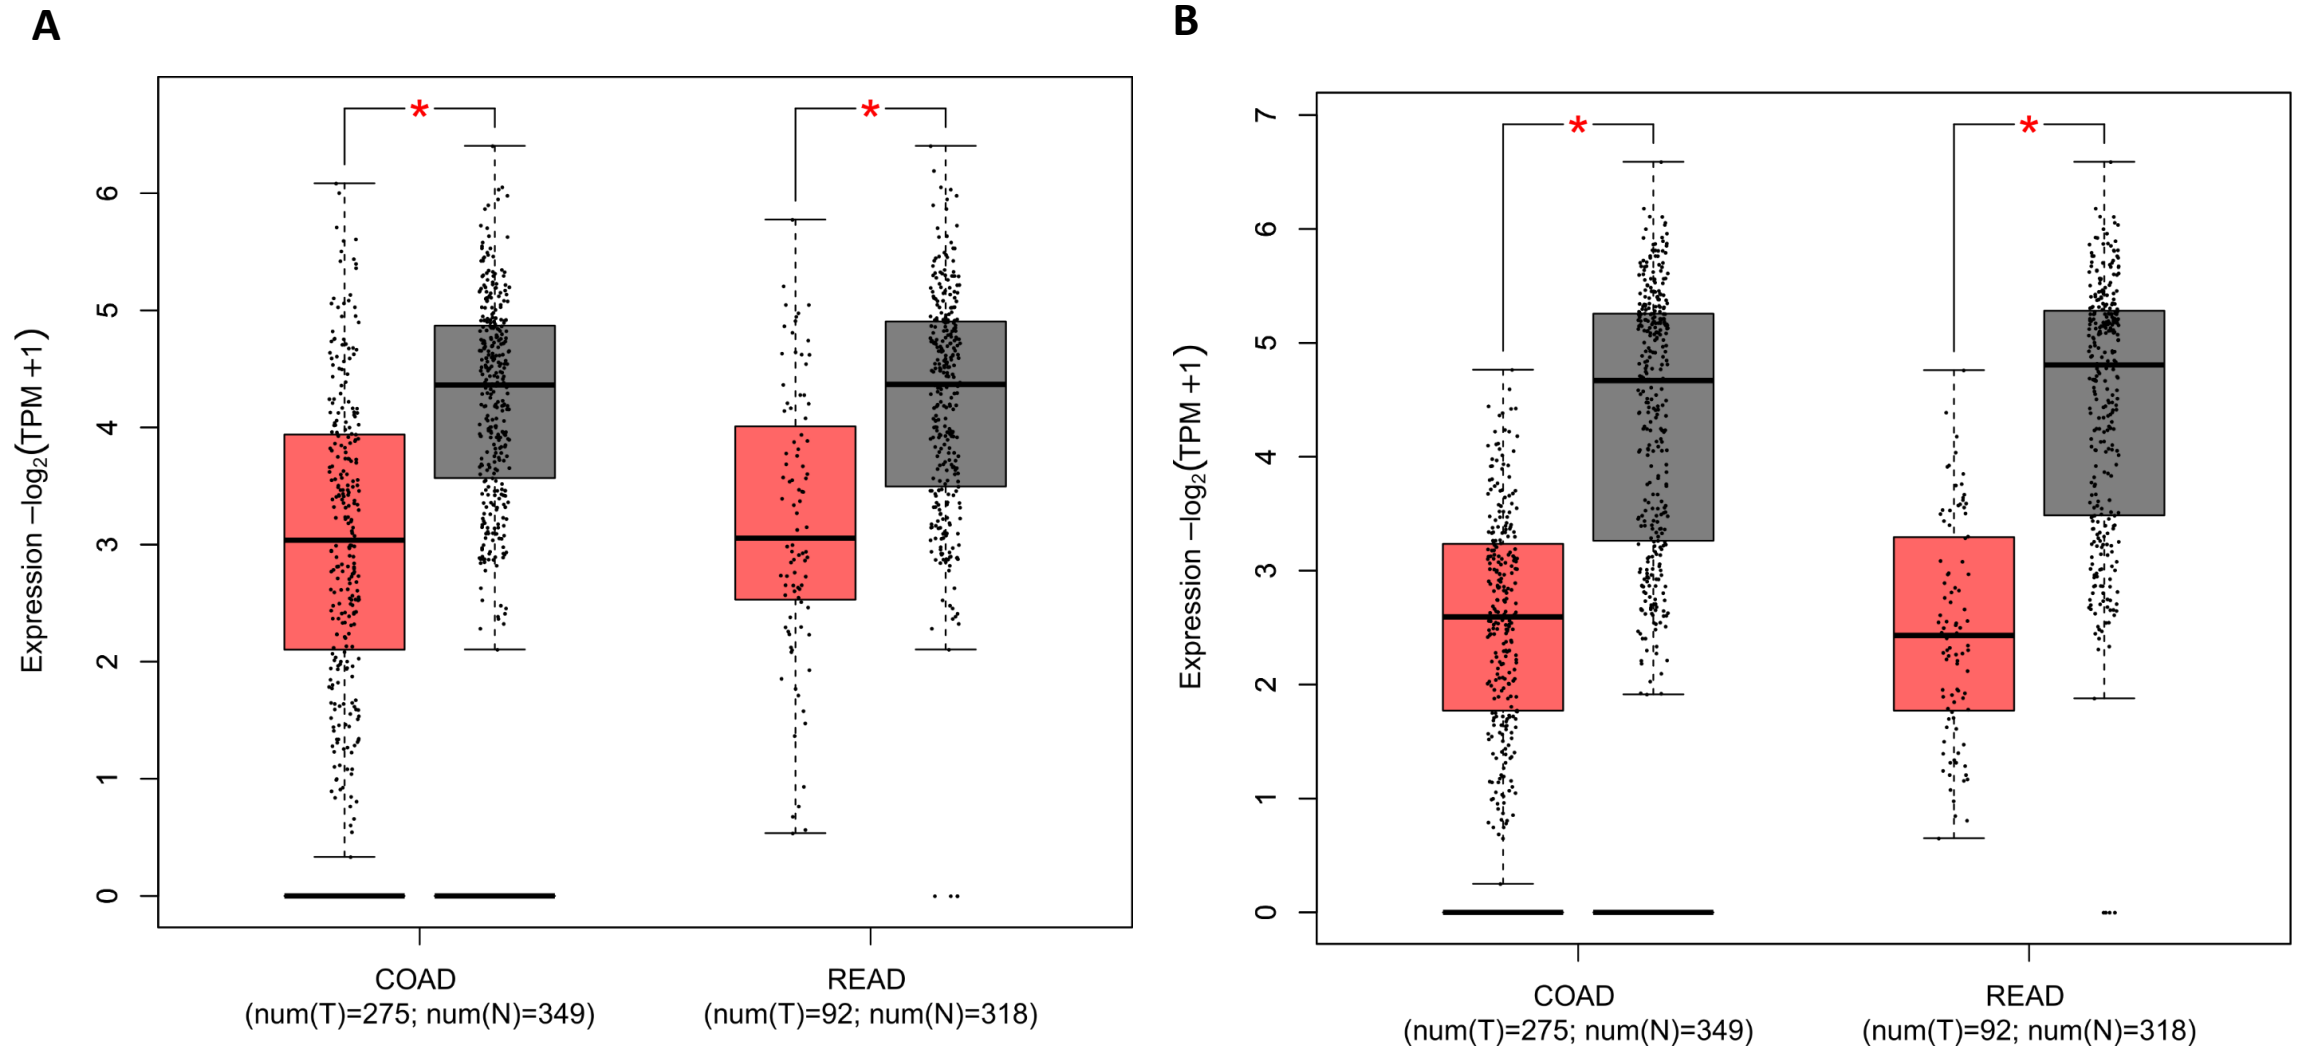 A
*
*
6
5
4
3
2
1
0
Expression −log₂(TPM +1)
COAD
(num(T)=275; num(N)=349)
READ
(num(T)=92; num(N)=318)
B
*
*
7
6
5
4
3
2
1
0
Expression −log₂(TPM +1)
COAD
(num(T)=275; num(N)=349)
READ
(num(T)=92; num(N)=318)